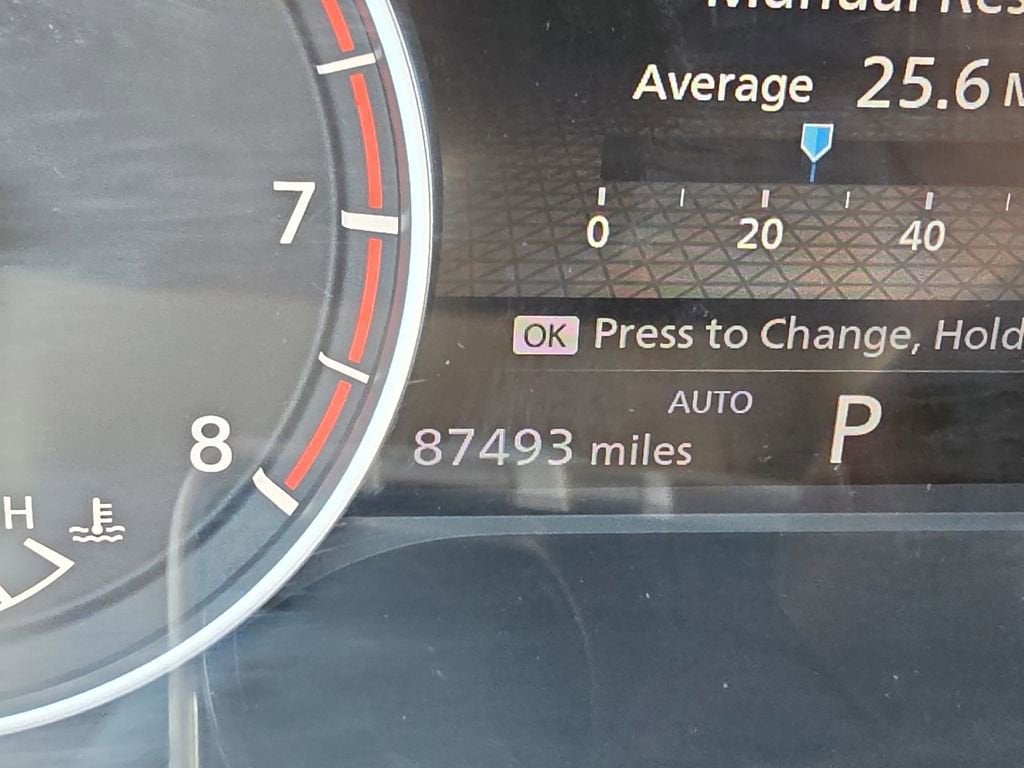 Average 25.6
0 20 40
7
OK Press to Change, Hold
AUTO
P
8
87493 miles
H